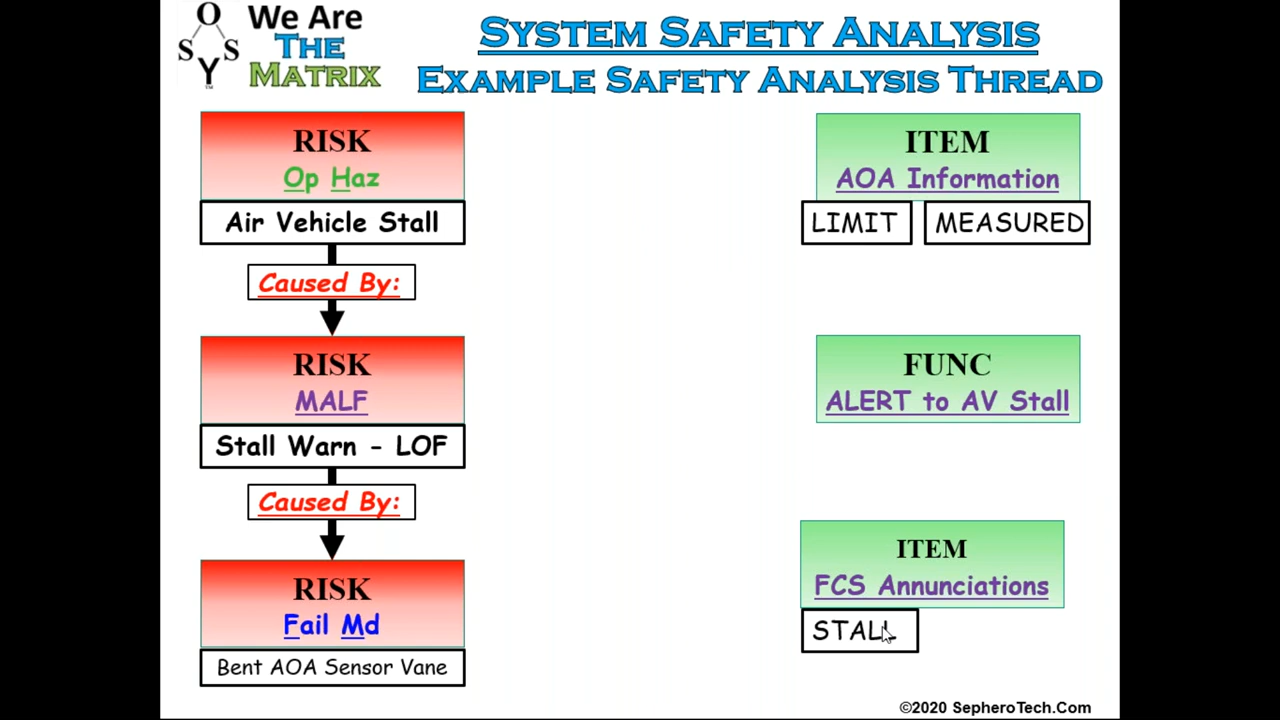 SOSY™
We Are
THE
MATRIX
SYSTEM SAFETY ANALYSIS
EXAMPLE SAFETY ANALYSIS THREAD
RISK
Op Haz
Air Vehicle Stall
Caused By:
RISK
MALF
Stall Warn - LOF
Caused By:
RISK
Fail Md
Bent AOA Sensor Vane
ITEM
AOA Information
LIMIT MEASURED
FUNC
ALERT to AV Stall
ITEM
FCS Annunciations
STALL
©2020 SepheroTech.Com